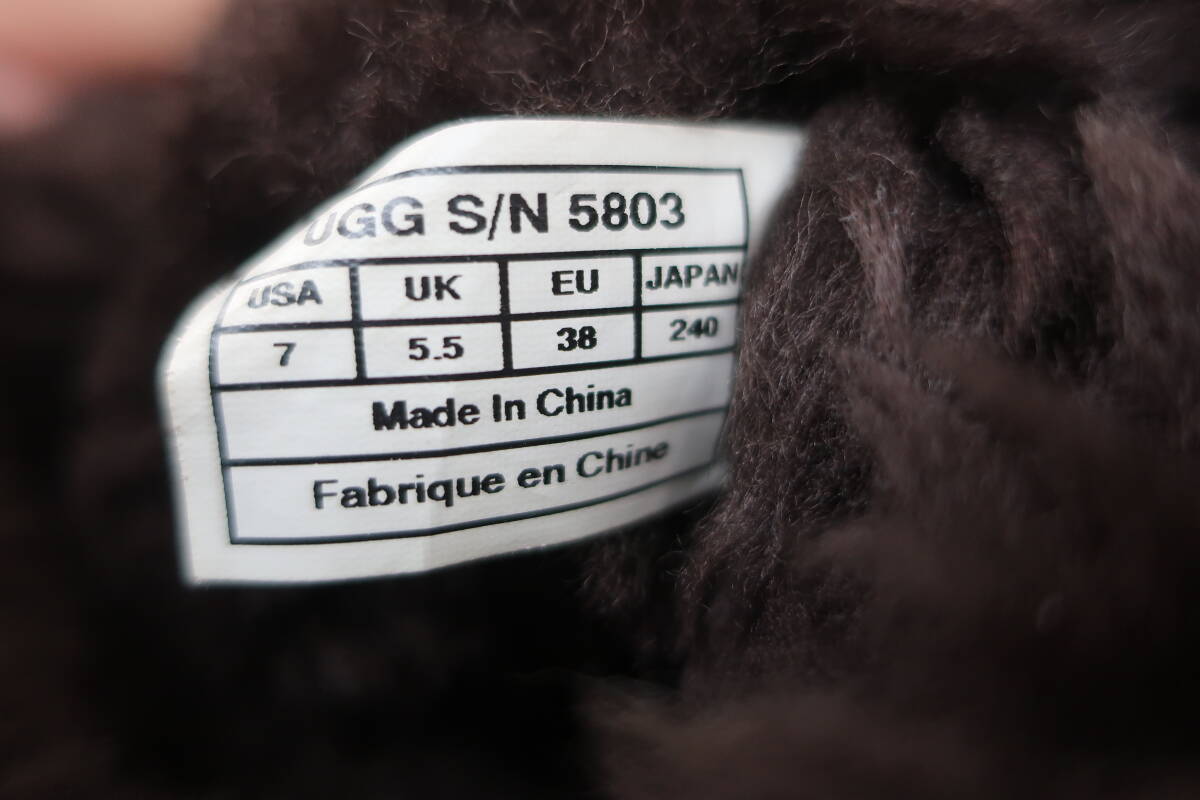 UGG S/N 5803
USA UK EU JAPAN
7 5.5 38 240
Made In China
Fabrique en Chine